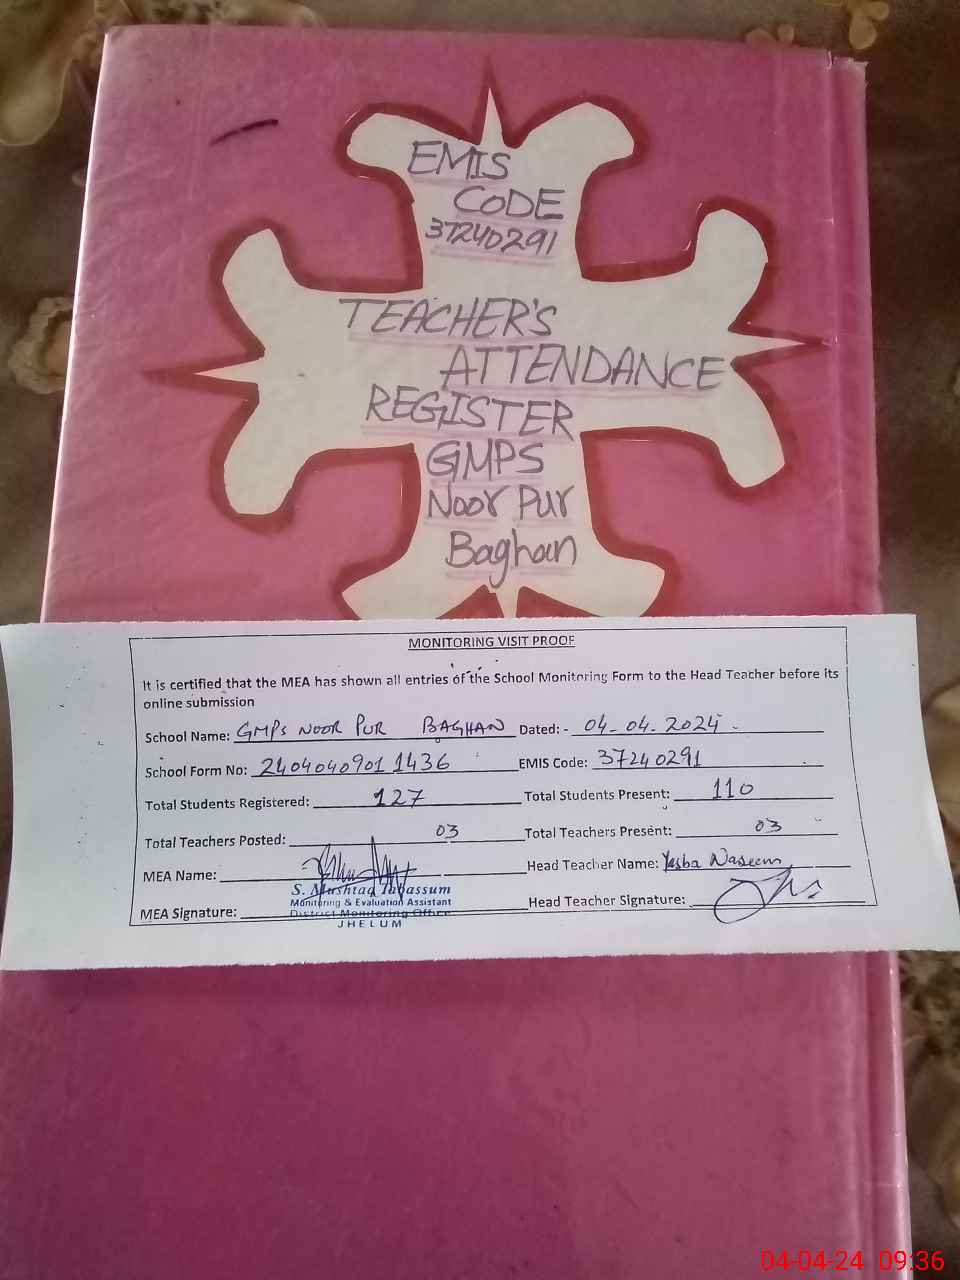 EMIS
CODE
37240291
TEACHER'S
ATTENDANCE
REGISTER
GMPS
Noor Pur
Baghan
MONITORING VISIT PROOF
It is certified that the MEA has shown all entries of the School Monitoring Form to the Head Teacher before its
online submission
School Name: GMPS NOOR PUR BAGHAN Dated: - 04-04.2024.
School Form No: 24040409011436 EMIS Code: 37240291
Total Students Registered: 127 Total Students Present: 110
Total Teachers Posted: 03 Total Teachers Present: 03
MEA Name: Head Teacher Name: Yesba Naseem
S. Mushtaq Tabassum
Monitoring & Evaluation Assistant
MEA Signature: District Monitoring Office Head Teacher Signature:
JHELUM
04-04-24 09:36